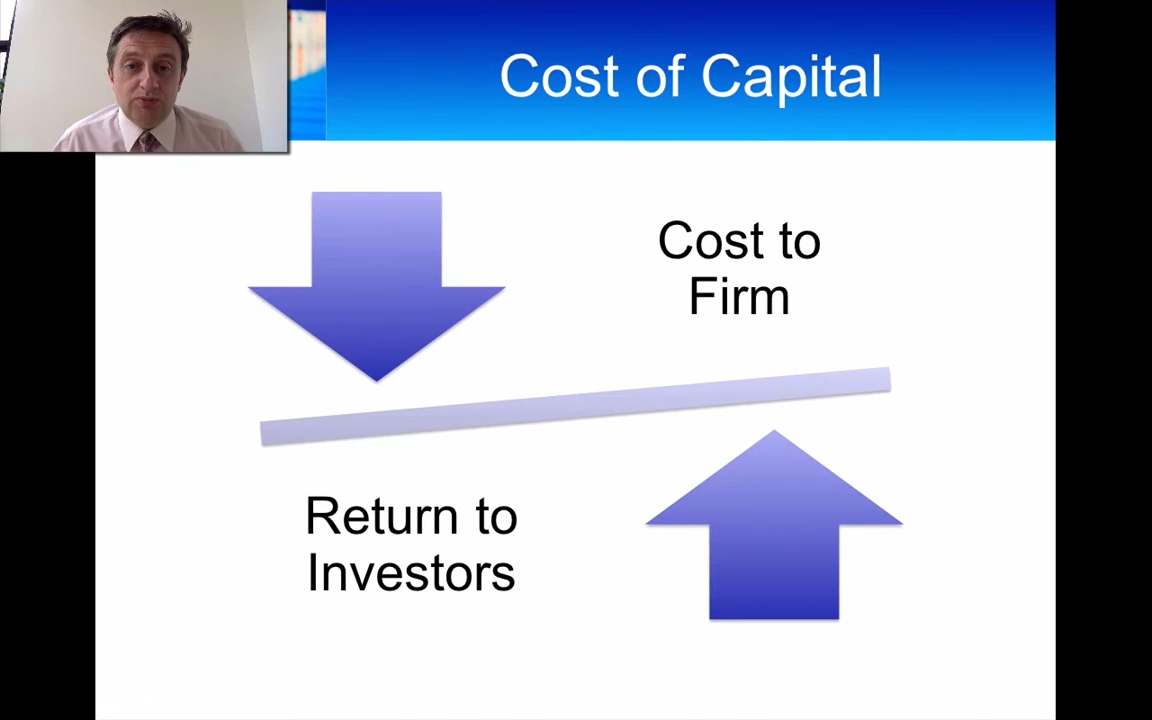 Cost of Capital
Cost to
Firm
Return to
Investors